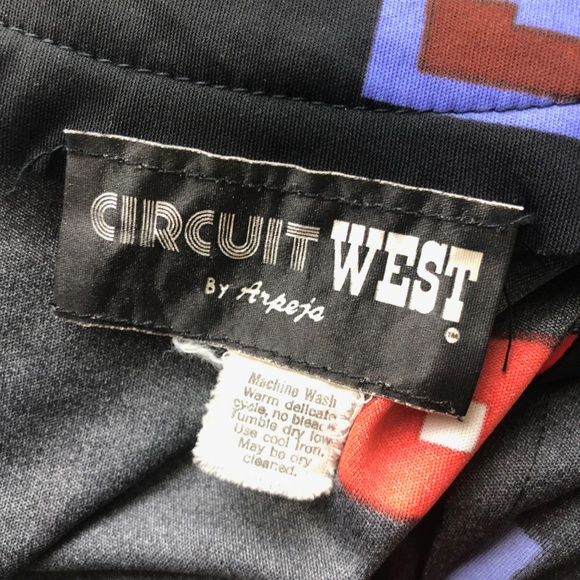 CIRCUIT WEST
By Arpeja
TM
Machine Wash
Warm delicate
cycle, no bleach
Tumble dry low
Use cool Iron,
May be dry
cleaned.